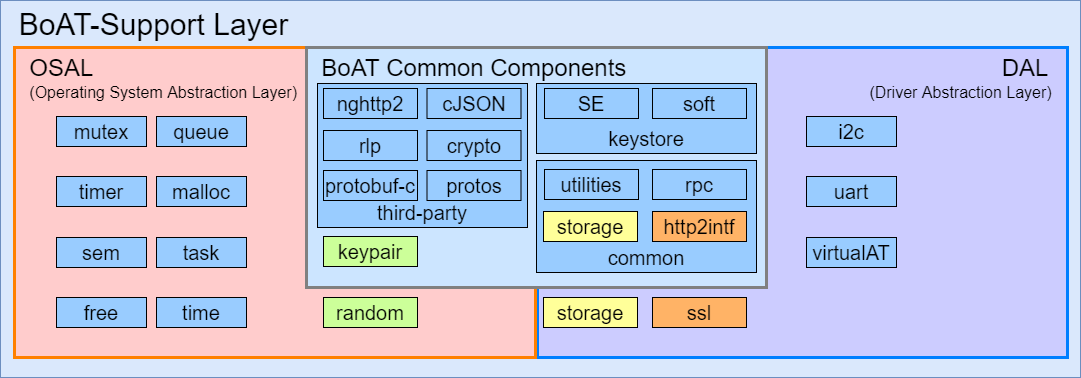 BoAT-Support Layer
OSAL
(Operating System Abstraction Layer)
mutex queue
timer malloc
sem task
free time
BoAT Common Components
nghttp2 cJSON
rlp crypto
protobuf-c protos
third-party
keypair
random
SE soft
keystore
utilities rpc
storage http2intf
common
storage ssl
DAL
(Driver Abstraction Layer)
i2c
uart
virtualAT